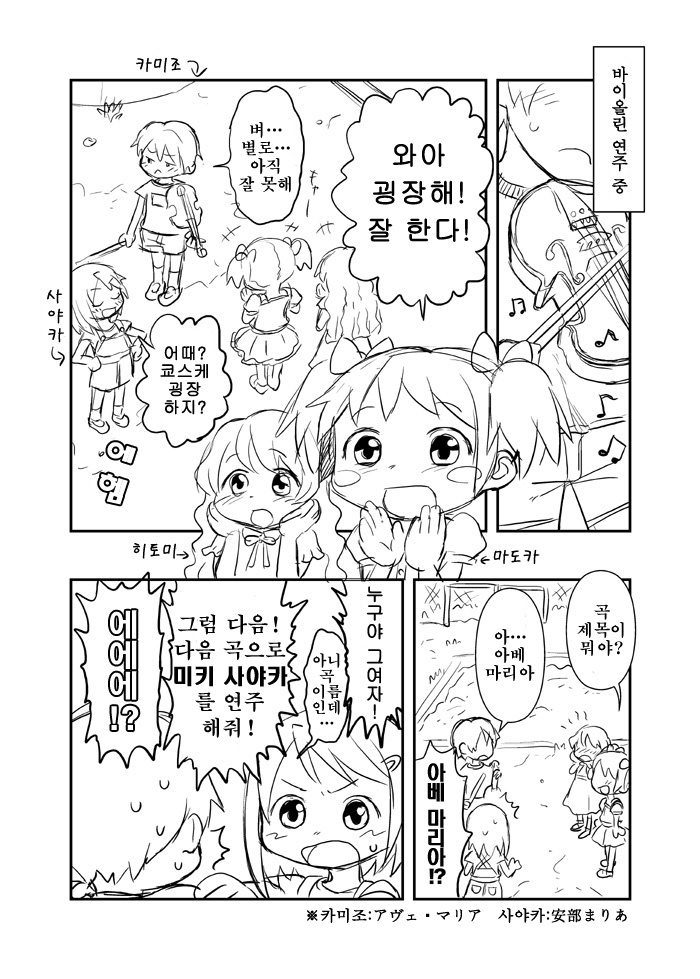 바이올린 연주 중
카미조
와아
굉장해!
잘 한다!
벼…
별로…
아직
잘 못해
사야카
어때?
쿄스케
굉장
하지?
어
험
히토미
마도카
곡목이
뭐야?
아…
아베
마리아
아베 마리아!?
누구야 그여자!
아니
곡름
이인데
…
그럼 다음!
다음 곡으로
미키 사야카
를 연주
해줘!
에에에!?
※카미조:アヴェ・マリア 사야카:安部まりあ